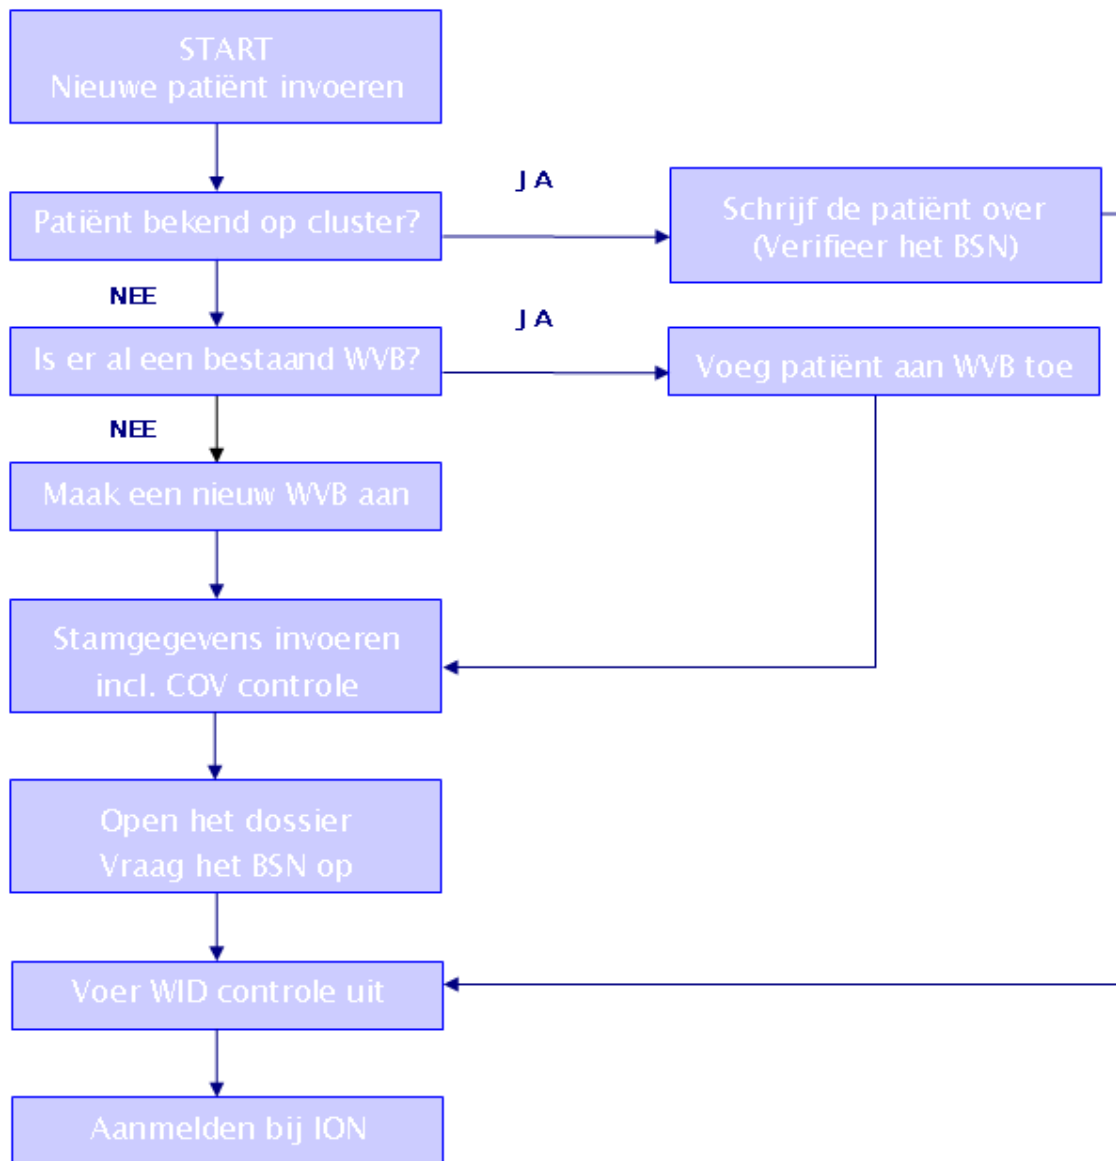 START
Nieuwe patiënt invoeren
JA
Patiënt bekend op cluster?
Schrijf de patiënt over
(Verifieer het BSN)
NEE
JA
Is er al een bestaand WVB?
Voeg patiënt aan WVB toe
NEE
Maak een nieuw WVB aan
Stamgegevens invoeren
incl. COV controle
Open het dossier
Vraag het BSN op
Voer WID controle uit
Aanmelden bij ION